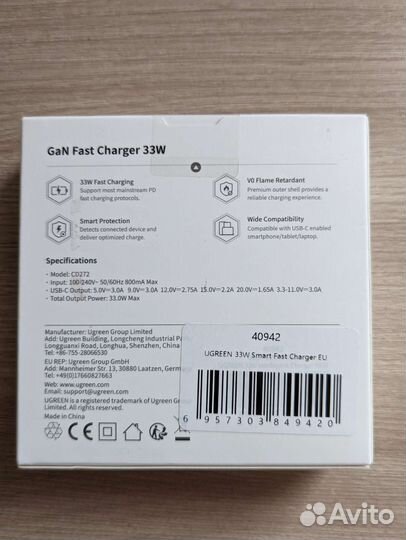 GaN Fast Charger 33W
33W Fast Charging
Support most mainstream PD
fast charging protocols.
V0 Flame Retardant
Premium outer shell provides a
reliable charging experience.
Smart Protection
Detects connected device and
deliver optimized charge.
Wide Compatibility
Compatible with USB-C enabled
smartphone/tablet/laptop.
Specifications
• Model: CD272
• Input: 100-240V~ 50/60Hz 800mA Max
• USB-C Output: 5.0V⎓3.0A 9.0V⎓3.0A 12.0V⎓2.75A 15.0V⎓2.2A 20.0V⎓1.65A 3.3-11.0V⎓3.0A
• Total Output Power: 33.0W Max
Manufacturer: Ugreen Group Limited
Add: Ugreen Building, Longcheng Industrial Park,
Longguanxi Road, Longhua, Shenzhen, China
Tel: +86-755-28066530
EU REP: Ugreen Group GmbH
Add: Mannheimer Str. 13, 30880 Laatzen, Germany
Tel: +49(0)17660827663
Web: www.ugreen.com
Email: support@ugreen.com
UGREEN is a registered trademark of Ugreen Group
Limited. All rights reserved.
40942
UGREEN 33W Smart Fast Charger EU
6 957303 849420
CE
Avito